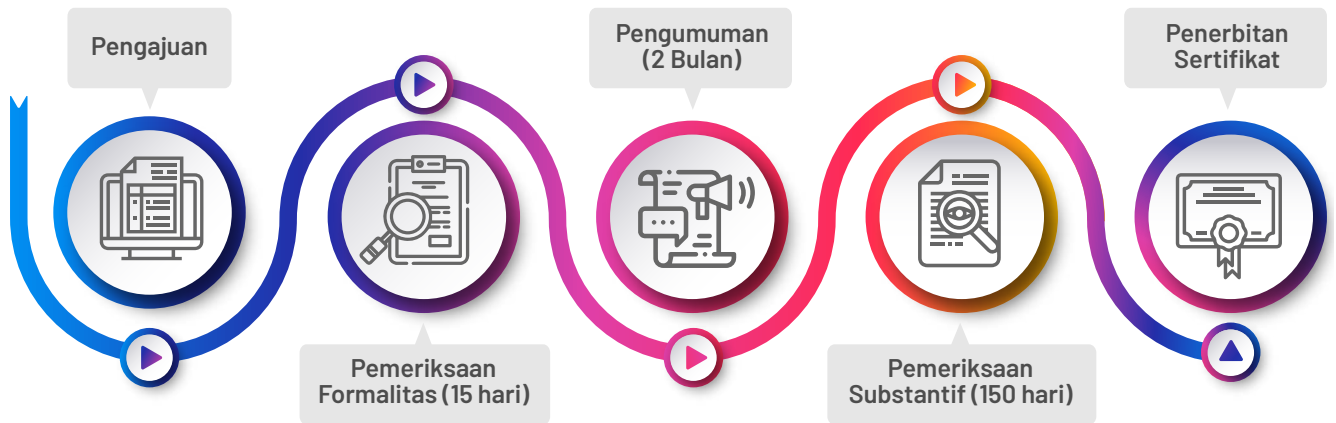 Pengajuan
Pemeriksaan
Formalitas (15 hari)
Pengumuman
(2 Bulan)
Pemeriksaan
Substantif (150 hari)
Penerbitan
Sertifikat